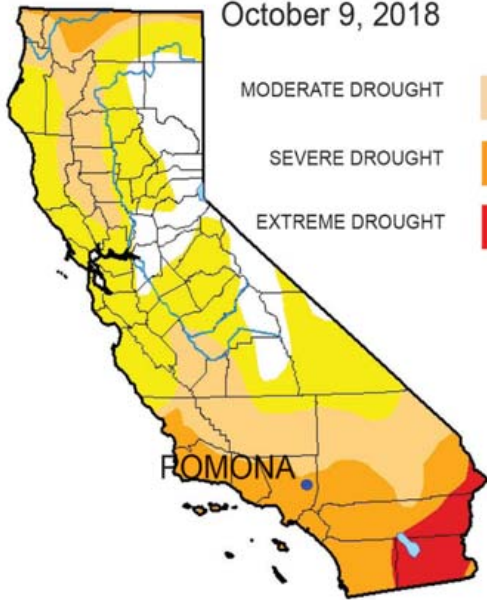 October 9, 2018
MODERATE DROUGHT
SEVERE DROUGHT
EXTREME DROUGHT
POMONA